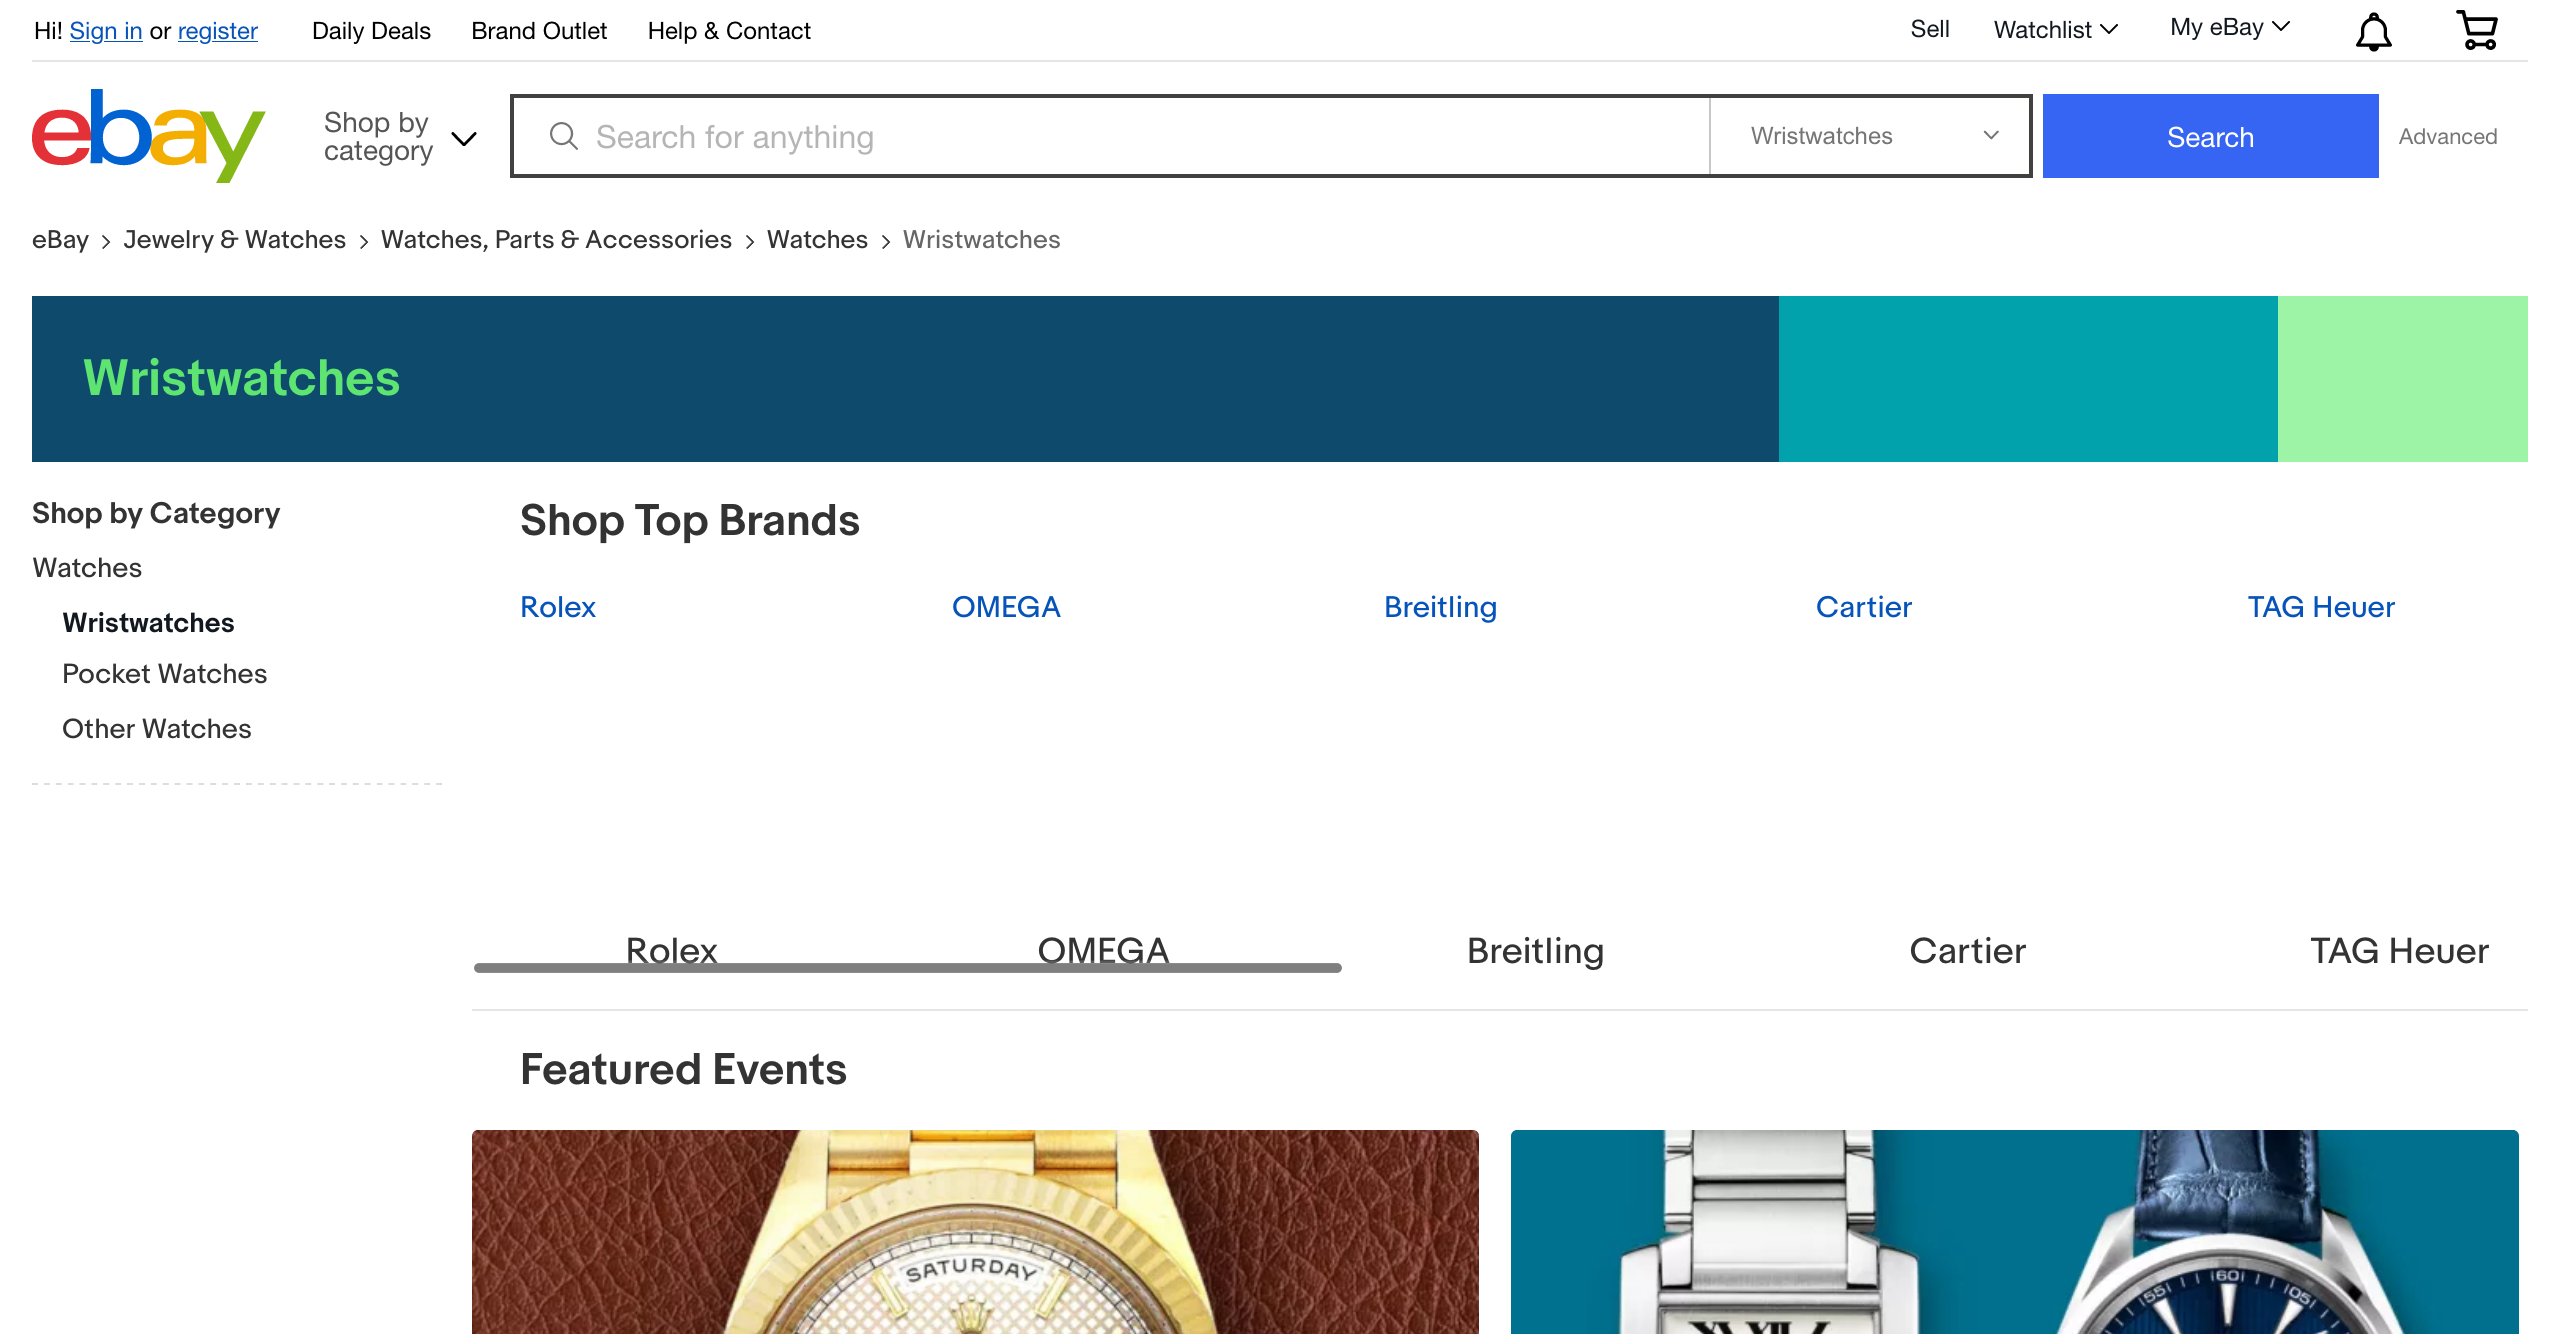 Hi! Sign in or register Daily Deals Brand Outlet Help & Contact Sell Watchlist My eBay
ebay
Shop by
category
Search for anything Wristwatches Search Advanced
eBay > Jewelry & Watches > Watches, Parts & Accessories > Watches > Wristwatches
Wristwatches
Shop by Category
Watches
Wristwatches
Pocket Watches
Other Watches
Shop Top Brands
Rolex OMEGA Breitling Cartier TAG Heuer
Rolex OMEGA Breitling Cartier TAG Heuer
Featured Events
SATURDAY
55 60 105